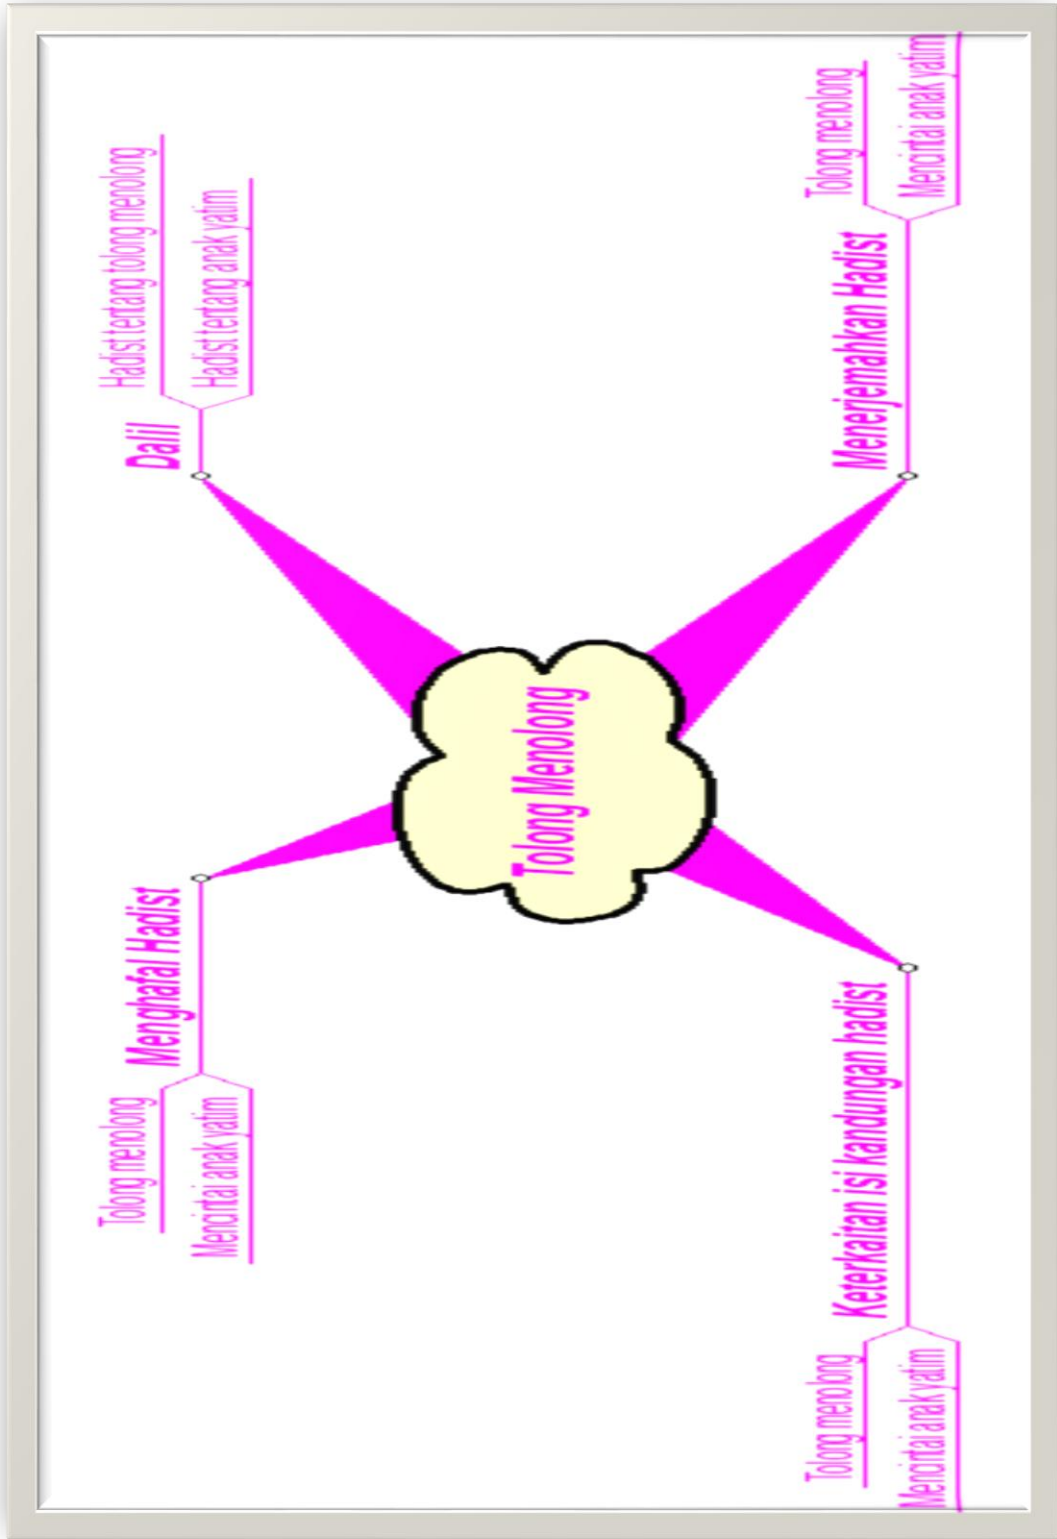 Tolong Menolong
Dalil
Hadist tentang tolong menolong
Hadist tentang anak yatim
Menerjemahkan Hadist
Tolong menolong
Mencintai anak yatim
Keterkaitan isi kandungan hadist
Tolong menolong
Mencintai anak yatim
Menghafal Hadist
Tolong menolong
Mencintai anak yatim